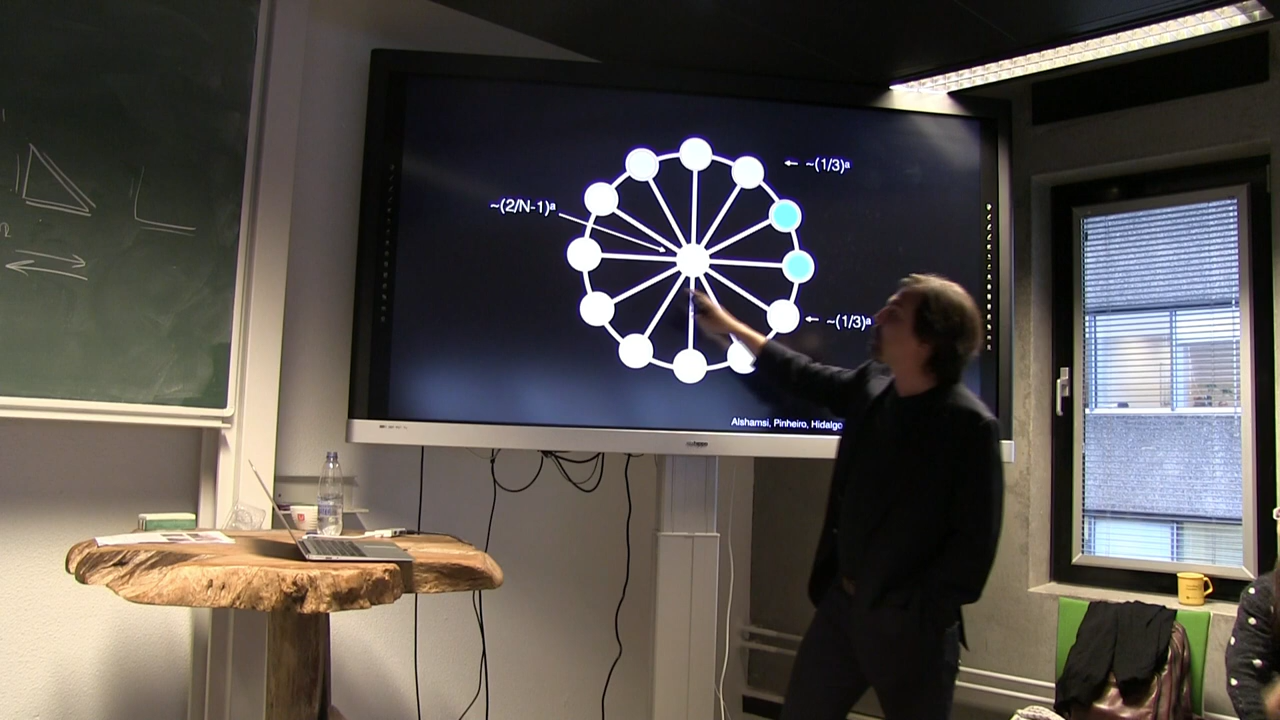 ~(1/3)ª
~(2/N-1)ª
~(1/3)ª
Alshamsi, Pinheiro, Hidalgo